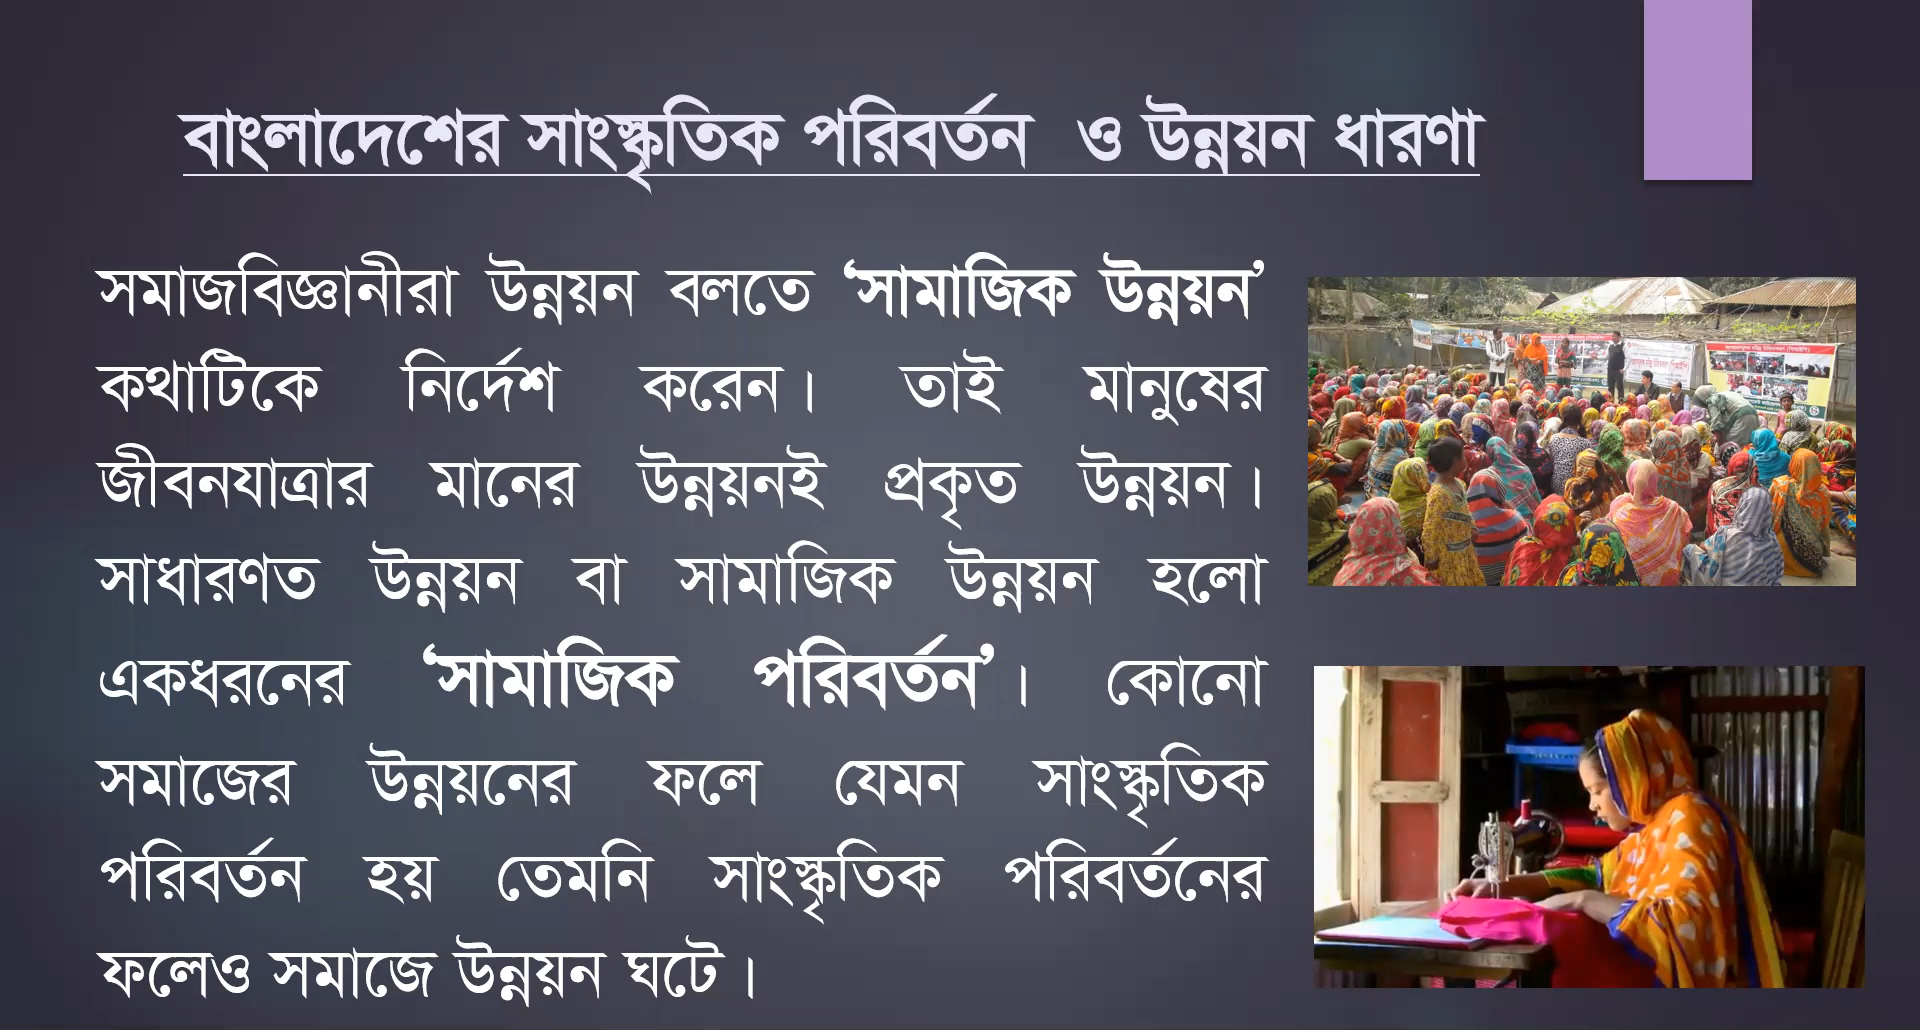 বাংলাদেশের সাংস্কৃতিক পরিবর্তন ও উন্নয়ন ধারণা
সমাজবিজ্ঞানীরা উন্নয়ন বলতে ‘সামাজিক উন্নয়ন’
কথাটিকে নির্দেশ করেন। তাই মানুষের
জীবনযাত্রার মানের উন্নয়নই প্রকৃত উন্নয়ন।
সাধারণত উন্নয়ন বা সামাজিক উন্নয়ন হলো
একধরনের ‘সামাজিক পরিবর্তন’। কোনো
সমাজের উন্নয়নের ফলে যেমন সাংস্কৃতিক
পরিবর্তন হয় তেমনি সাংস্কৃতিক পরিবর্তনের
ফলেও সমাজে উন্নয়ন ঘটে।